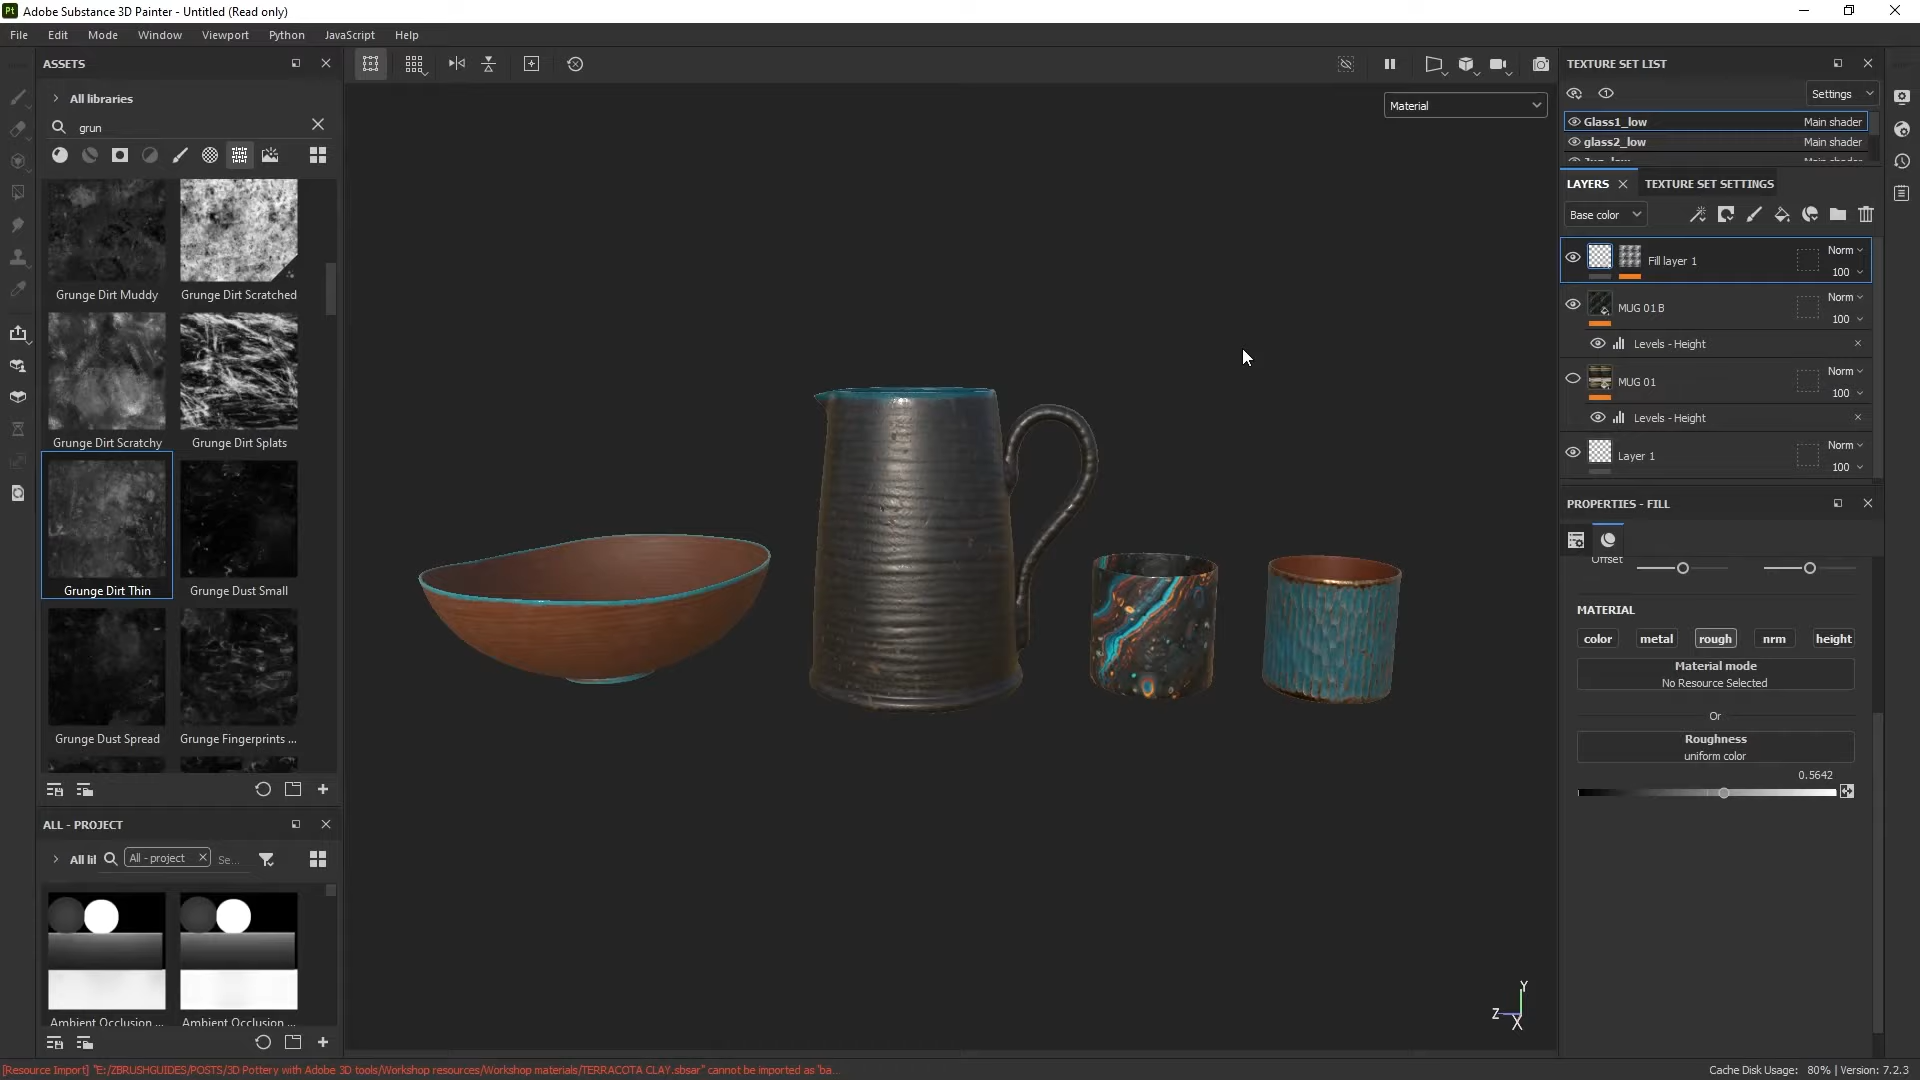 Pt Adobe Substance 3D Painter - Untitled (Read only)
File Edit Mode Window Viewport Python JavaScript Help
ASSETS
All libraries
grun
Grunge Dirt Muddy
Grunge Dirt Scratched
Grunge Dirt Scratchy
Grunge Dirt Splats
Grunge Dirt Thin
Grunge Dust Small
Grunge Dust Spread
Grunge Fingerprints ...
ALL - PROJECT
All lil
All - project
Se...
Ambient Occlusion ...
Ambient Occlusion ...
Material
Y
Z
X
TEXTURE SET LIST
Settings
Glass1_low Main shader
glass2_low Main shader
LAYERS TEXTURE SET SETTINGS
Base color
Fill layer 1 Norm
100
MUG 01 B Norm
100
Levels - Height
MUG 01 Norm
100
Levels - Height
Layer 1 Norm
100
PROPERTIES - FILL
Offset
MATERIAL
color metal rough nrm height
Material mode
No Resource Selected
Or
Roughness
uniform color
0.5642
[Resource Import] "E:/ZBRUSHGUIDES/POSTS/3D Pottery with Adobe 3D tools/Workshop resources/Workshop materials/TERRACOTA CLAY.sbsar" cannot be imported as 'ba...
Cache Disk Usage: 80% | Version: 7.2.3